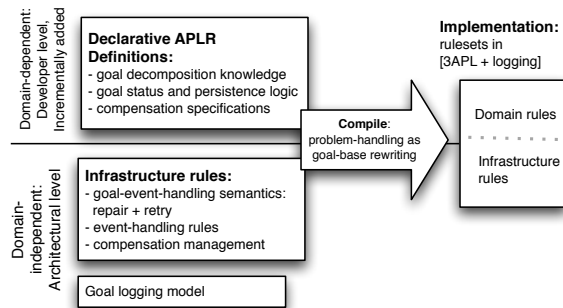 Domain-dependent:
Developer level,
Incrementally added
Declarative APLR
Definitions:
- goal decomposition knowledge
- goal status and persistence logic
- compensation specifications
Domain-
independent:
Architectural level
Infrastructure rules:
- goal-event-handling semantics:
repair + retry
- event-handling rules
- compensation management
Goal logging model
Compile:
problem-handling as
goal-base rewriting
Implementation:
rulesets in
[3APL + logging]
Domain rules
Infrastructure
rules